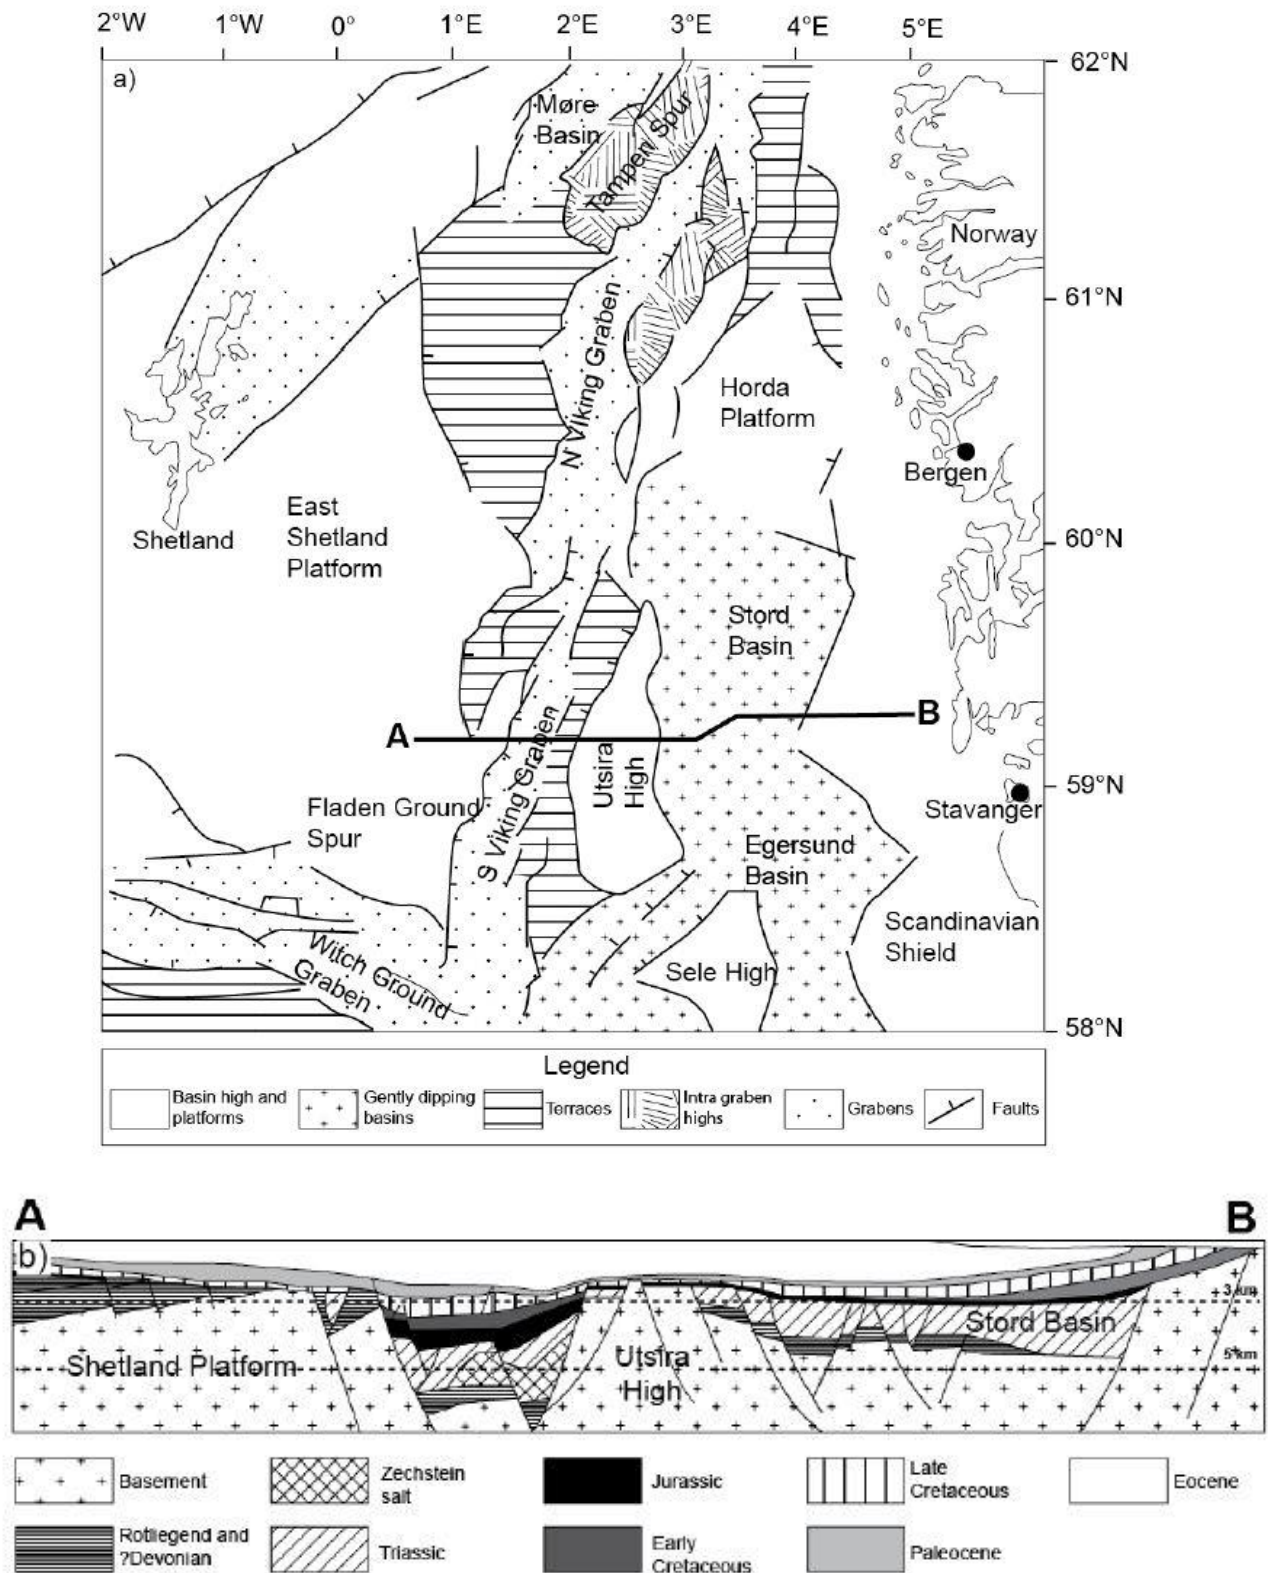 2°W 1°W 0° 1°E 2°E 3°E 4°E 5°E
a)
62°N
Møre
Basin
Tampen Spur
Norway
61°N
N Viking Graben
Horda
Platform
Bergen
East
Shetland
Platform
Shetland
60°N
Stord
Basin
A
B
Utsira
High
59°N
Stavanger
Fladen Ground
Spur
S Viking Graben
Egersund
Basin
Scandinavian
Shield
Witch Ground
Graben
Sele High
58°N
Legend
Basin high and
platforms
Gently dipping
basins
Terraces
Intra graben
highs
Grabens
Faults
A
B
b)
3 km
Stord Basin
Shetland Platform
Utsira
High
5 km
Basement
Zechstein
salt
Jurassic
Late
Cretaceous
Eocene
Rotliegend and
?Devonian
Triassic
Early
Cretaceous
Paleocene